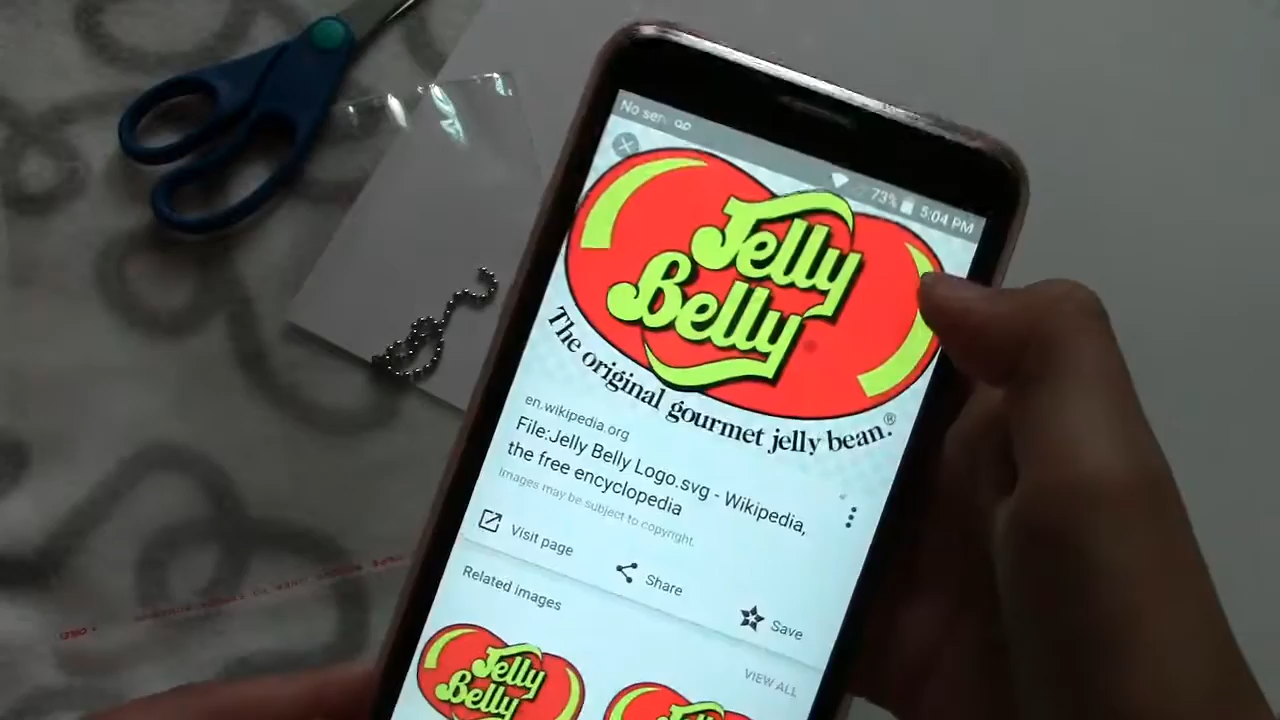 No ser
73% 5:04 PM
Jelly
Belly
The original gourmet jelly bean.®
en.wikipedia.org
File:Jelly Belly Logo.svg - Wikipedia,
the free encyclopedia
Images may be subject to copyright.
Visit page
Share
Save
Related images
VIEW ALL
Jelly
Belly